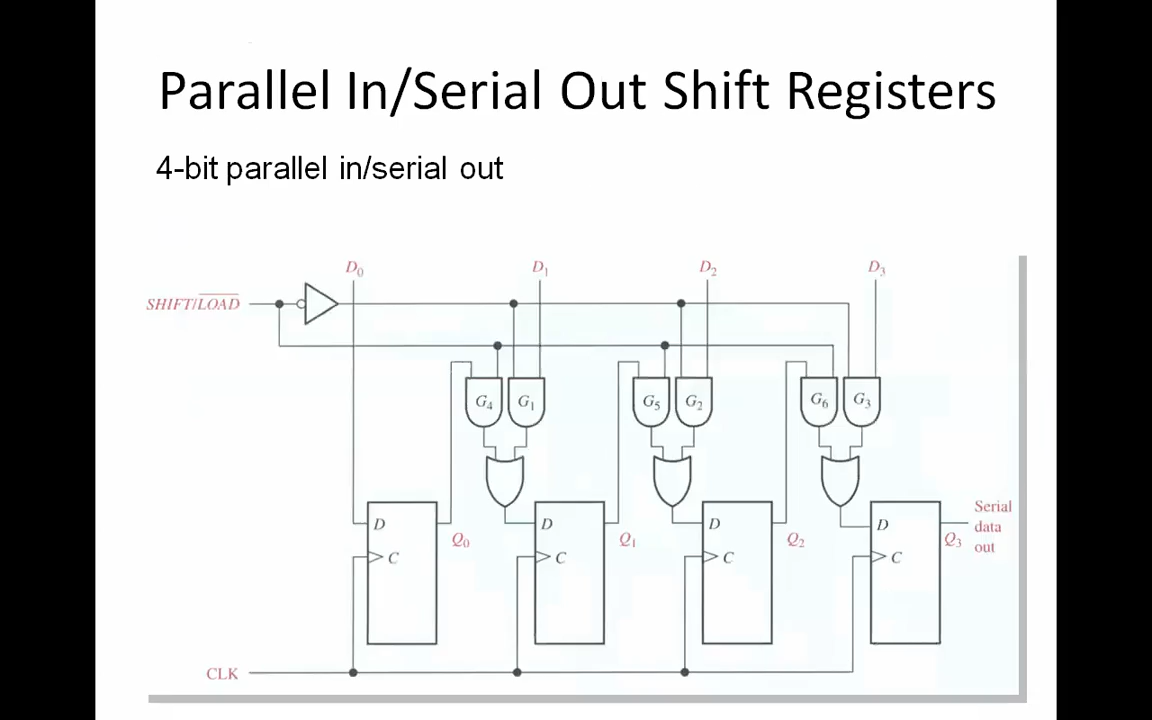 Parallel In/Serial Out Shift Registers
4-bit parallel in/serial out
D₀ D₁ D₂ D₃
SHIFT/L̅O̅A̅D̅
G₄ G₁ G₅ G₂ G₆ G₃
D D D D
Q₀ Q₁ Q₂ Q₃
C C C C
Serial
data
out
CLK